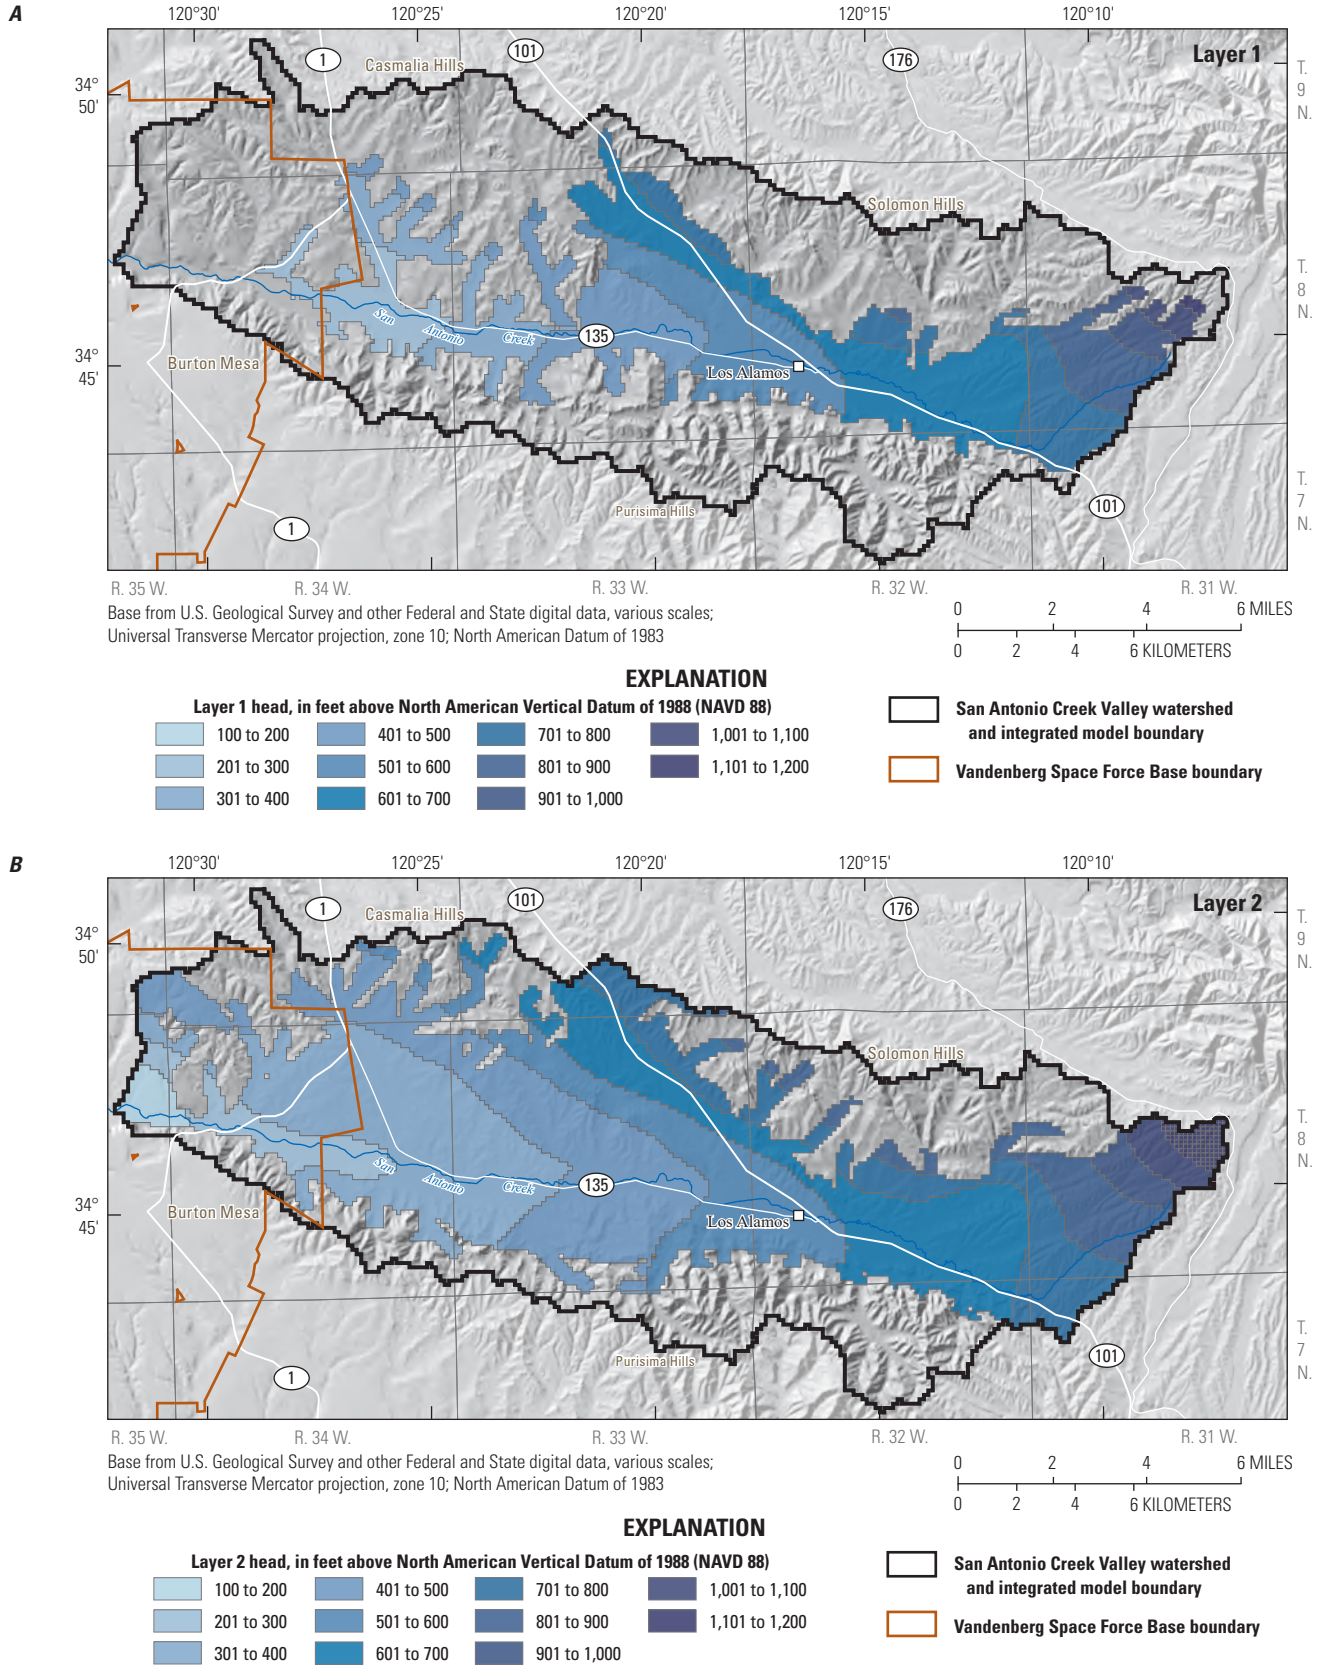 A
120°30'
120°25'
120°20'
120°15'
120°10'
Layer 1
1
101
176
Casmalia Hills
34°
50'
T.
9
N.
Solomon Hills
T.
8
N.
San
Antonio
Creek
135
34°
45'
Burton Mesa
Los Alamos
T.
7
N.
Purisima Hills
101
1
R. 35 W.
R. 34 W.
R. 33 W.
R. 32 W.
R. 31 W.
Base from U.S. Geological Survey and other Federal and State digital data, various scales;
Universal Transverse Mercator projection, zone 10; North American Datum of 1983
0 2 4 6 MILES
0 2 4 6 KILOMETERS
EXPLANATION
Layer 1 head, in feet above North American Vertical Datum of 1988 (NAVD 88)
100 to 200
201 to 300
301 to 400
401 to 500
501 to 600
601 to 700
701 to 800
801 to 900
901 to 1,000
1,001 to 1,100
1,101 to 1,200
San Antonio Creek Valley watershed
and integrated model boundary
Vandenberg Space Force Base boundary
B
120°30'
120°25'
120°20'
120°15'
120°10'
Layer 2
1
101
176
Casmalia Hills
34°
50'
T.
9
N.
Solomon Hills
T.
8
N.
San
Antonio
Creek
135
34°
45'
Burton Mesa
Los Alamos
T.
7
N.
Purisima Hills
101
1
R. 35 W.
R. 34 W.
R. 33 W.
R. 32 W.
R. 31 W.
Base from U.S. Geological Survey and other Federal and State digital data, various scales;
Universal Transverse Mercator projection, zone 10; North American Datum of 1983
0 2 4 6 MILES
0 2 4 6 KILOMETERS
EXPLANATION
Layer 2 head, in feet above North American Vertical Datum of 1988 (NAVD 88)
100 to 200
201 to 300
301 to 400
401 to 500
501 to 600
601 to 700
701 to 800
801 to 900
901 to 1,000
1,001 to 1,100
1,101 to 1,200
San Antonio Creek Valley watershed
and integrated model boundary
Vandenberg Space Force Base boundary